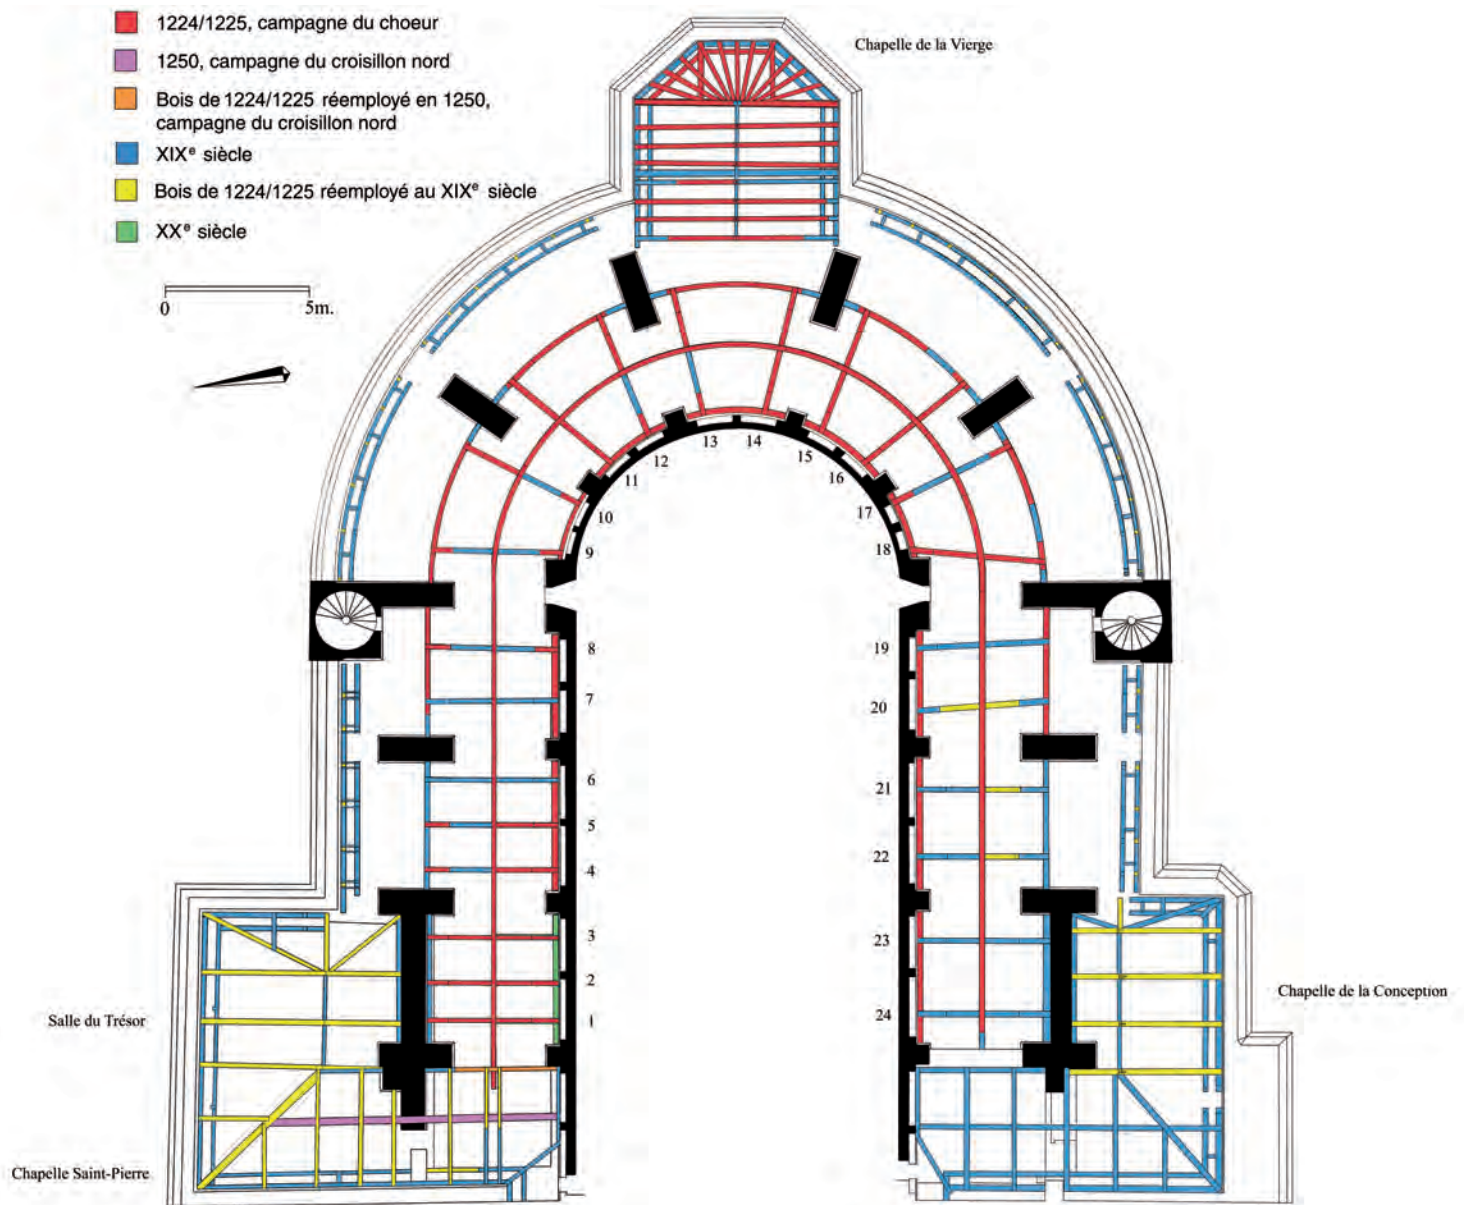 1224/1225, campagne du choeur
1250, campagne du croisillon nord
Bois de 1224/1225 réemployé en 1250,
campagne du croisillon nord
XIXe siècle
Bois de 1224/1225 réemployé au XIXe siècle
XXe siècle
0 5m.
Chapelle de la Vierge
13 14
12 15
11 16
10 17
9 18
8 19
7 20
6 21
5 22
4
3 23
2
1 24
Salle du Trésor
Chapelle de la Conception
Chapelle Saint-Pierre